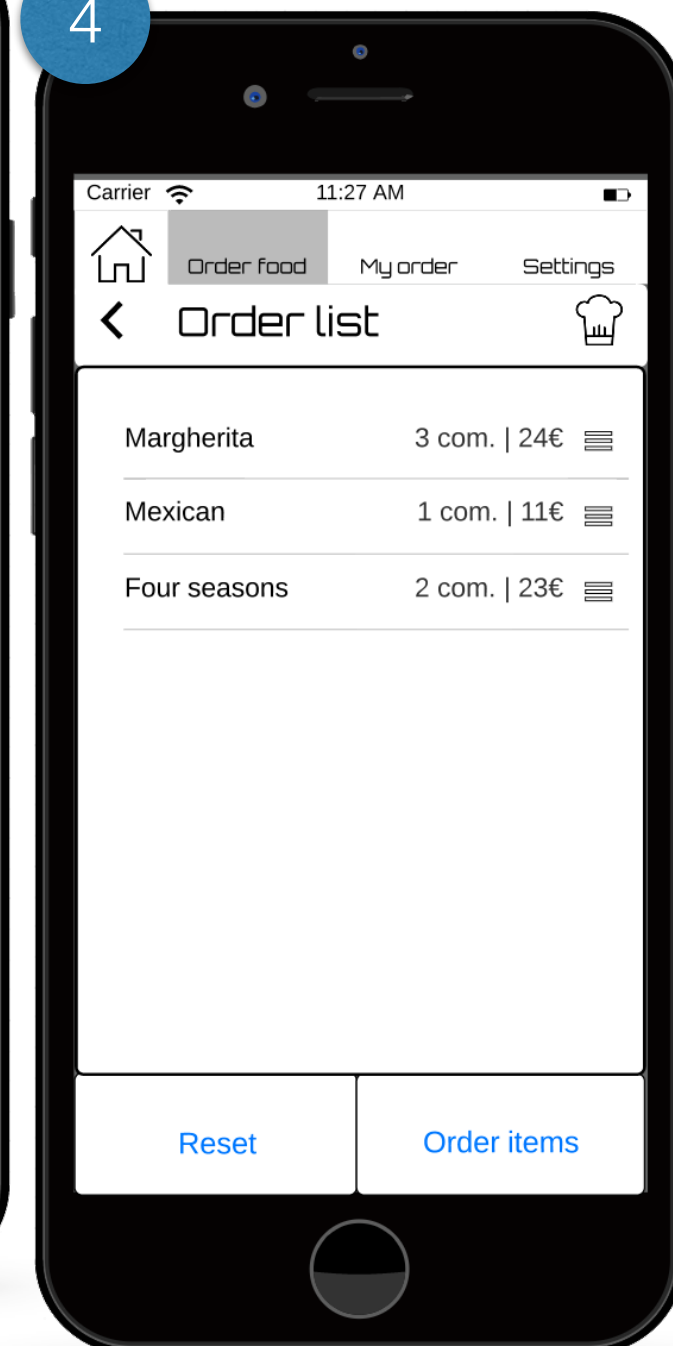 4
Carrier 11:27 AM
Order food My order Settings
Order list
Margherita 3 com. | 24€
Mexican 1 com. | 11€
Four seasons 2 com. | 23€
Reset Order items